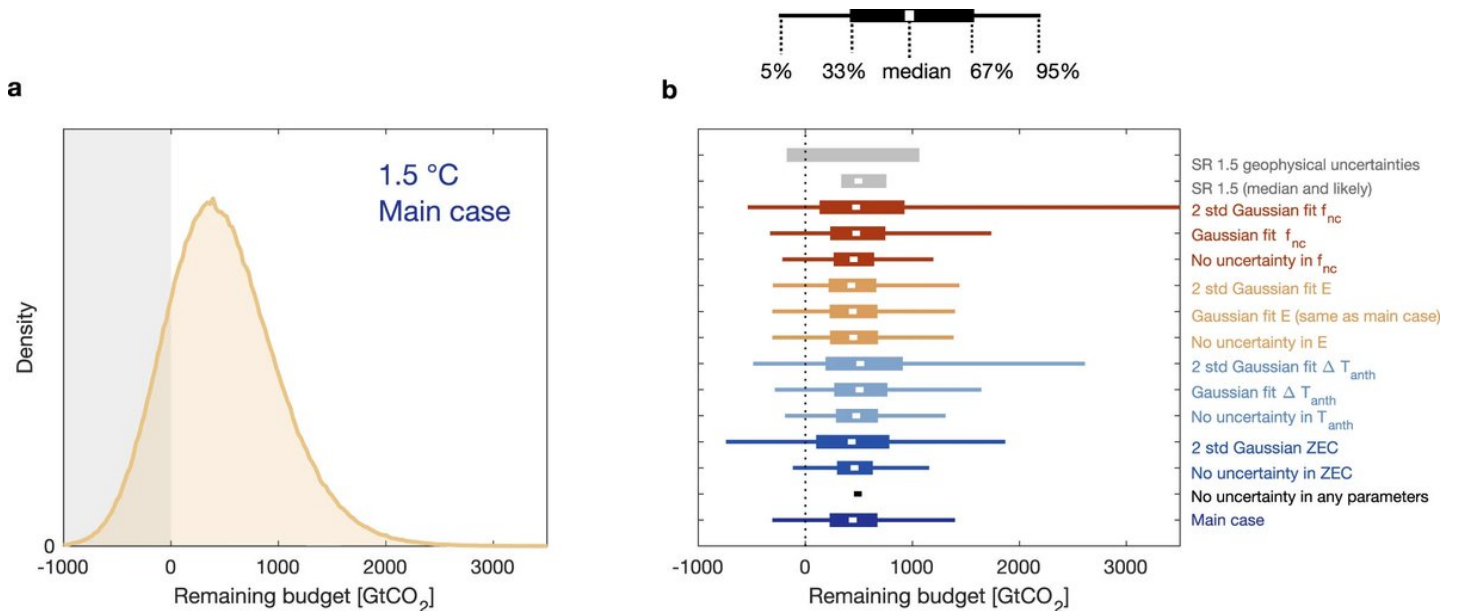 5% 33% median 67% 95%
a
1.5 °C
Main case
Density
0
-1000 0 1000 2000 3000
Remaining budget [GtCO2]
b
SR 1.5 geophysical uncertainties
SR 1.5 (median and likely)
2 std Gaussian fit fnc
Gaussian fit fnc
No uncertainty in fnc
2 std Gaussian fit E
Gaussian fit E (same as main case)
No uncertainty in E
2 std Gaussian fit Δ Tanth
Gaussian fit Δ Tanth
No uncertainty in Tanth
2 std Gaussian ZEC
No uncertainty in ZEC
No uncertainty in any parameters
Main case
-1000 0 1000 2000 3000
Remaining budget [GtCO2]